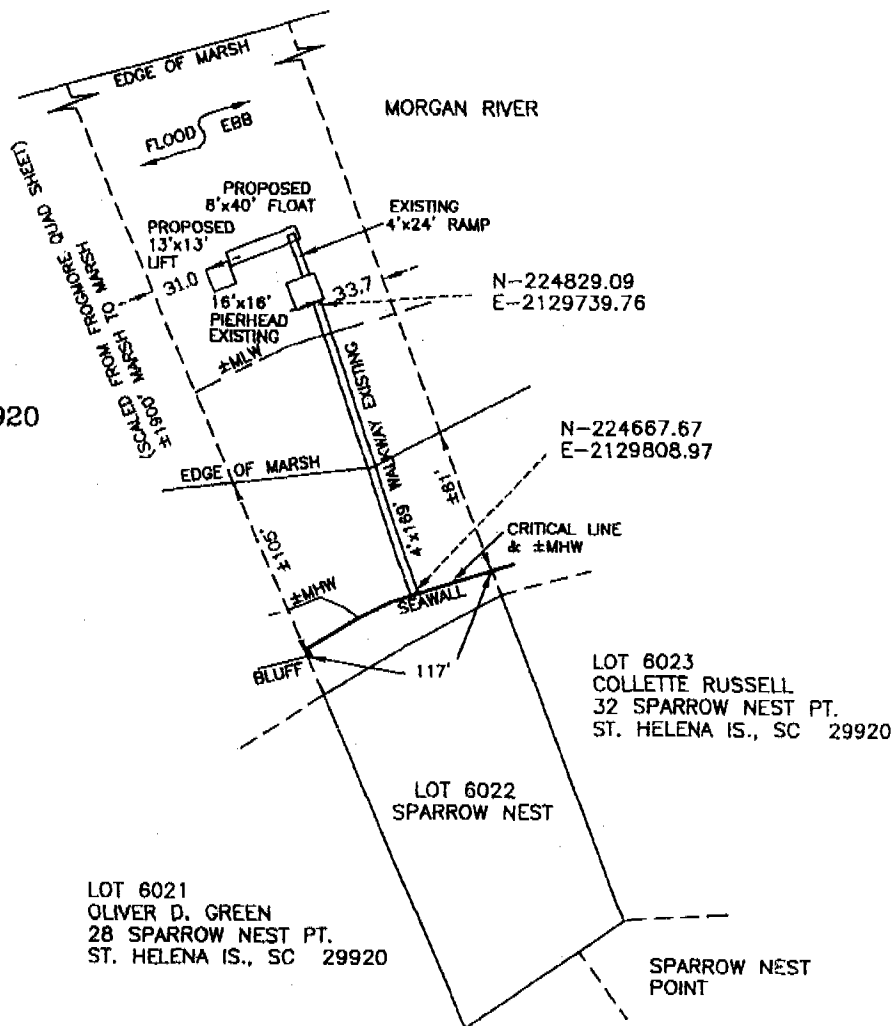 EDGE OF MARSH
MORGAN RIVER
FLOOD
EBB
(SCALED FROM FROGMORE QUAD SHEET)
±1900' MARSH TO MARSH
PROPOSED
8'x40' FLOAT
EXISTING
4'x24' RAMP
PROPOSED
13'x13'
LIFT
31.0
33.7
16'x16'
PIERHEAD
EXISTING
N-224829.09
E-2129739.76
±MLW
4'x169' WALKWAY EXISTING
920
N-224667.67
E-2129808.97
EDGE OF MARSH
±81'
±105'
CRITICAL LINE
& ±MHW
±MHW
SEAWALL
BLUFF
117'
LOT 6023
COLLETTE RUSSELL
32 SPARROW NEST PT.
ST. HELENA IS., SC 29920
LOT 6022
SPARROW NEST
LOT 6021
OLIVER D. GREEN
28 SPARROW NEST PT.
ST. HELENA IS., SC 29920
SPARROW NEST
POINT